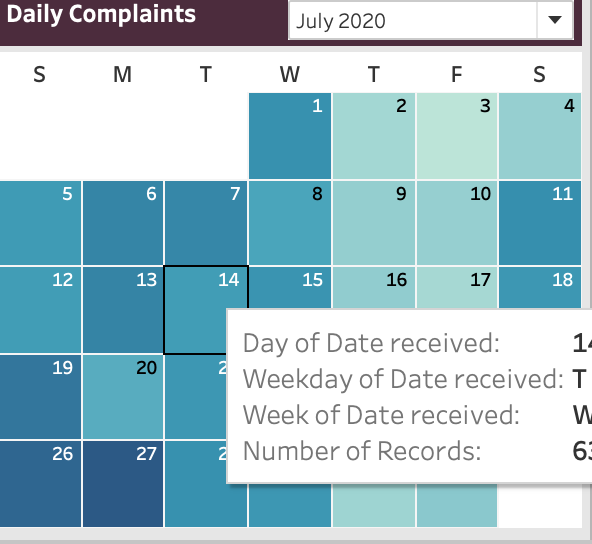 Daily Complaints July 2020
S M T W T F S
1 2 3 4
5 6 7 8 9 10 11
12 13 14 15 16 17 18
19 20
26 27
Day of Date received:
Weekday of Date received: T
Week of Date received:
Number of Records: